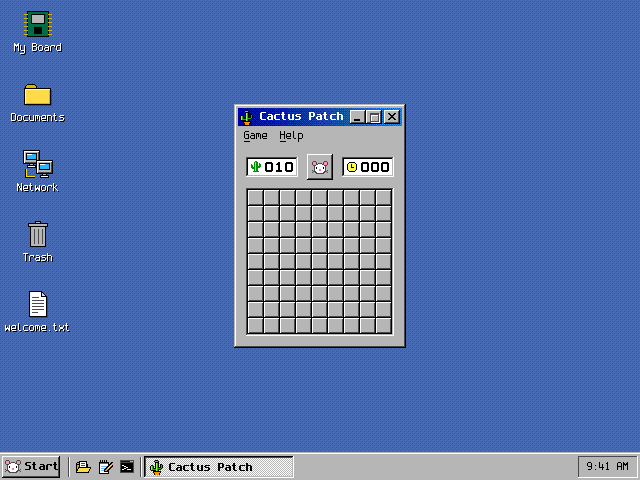 My Board
Documents
Network
Trash
welcome.txt
Cactus Patch
Game Help
010 000
Start
Cactus Patch
9:41 AM